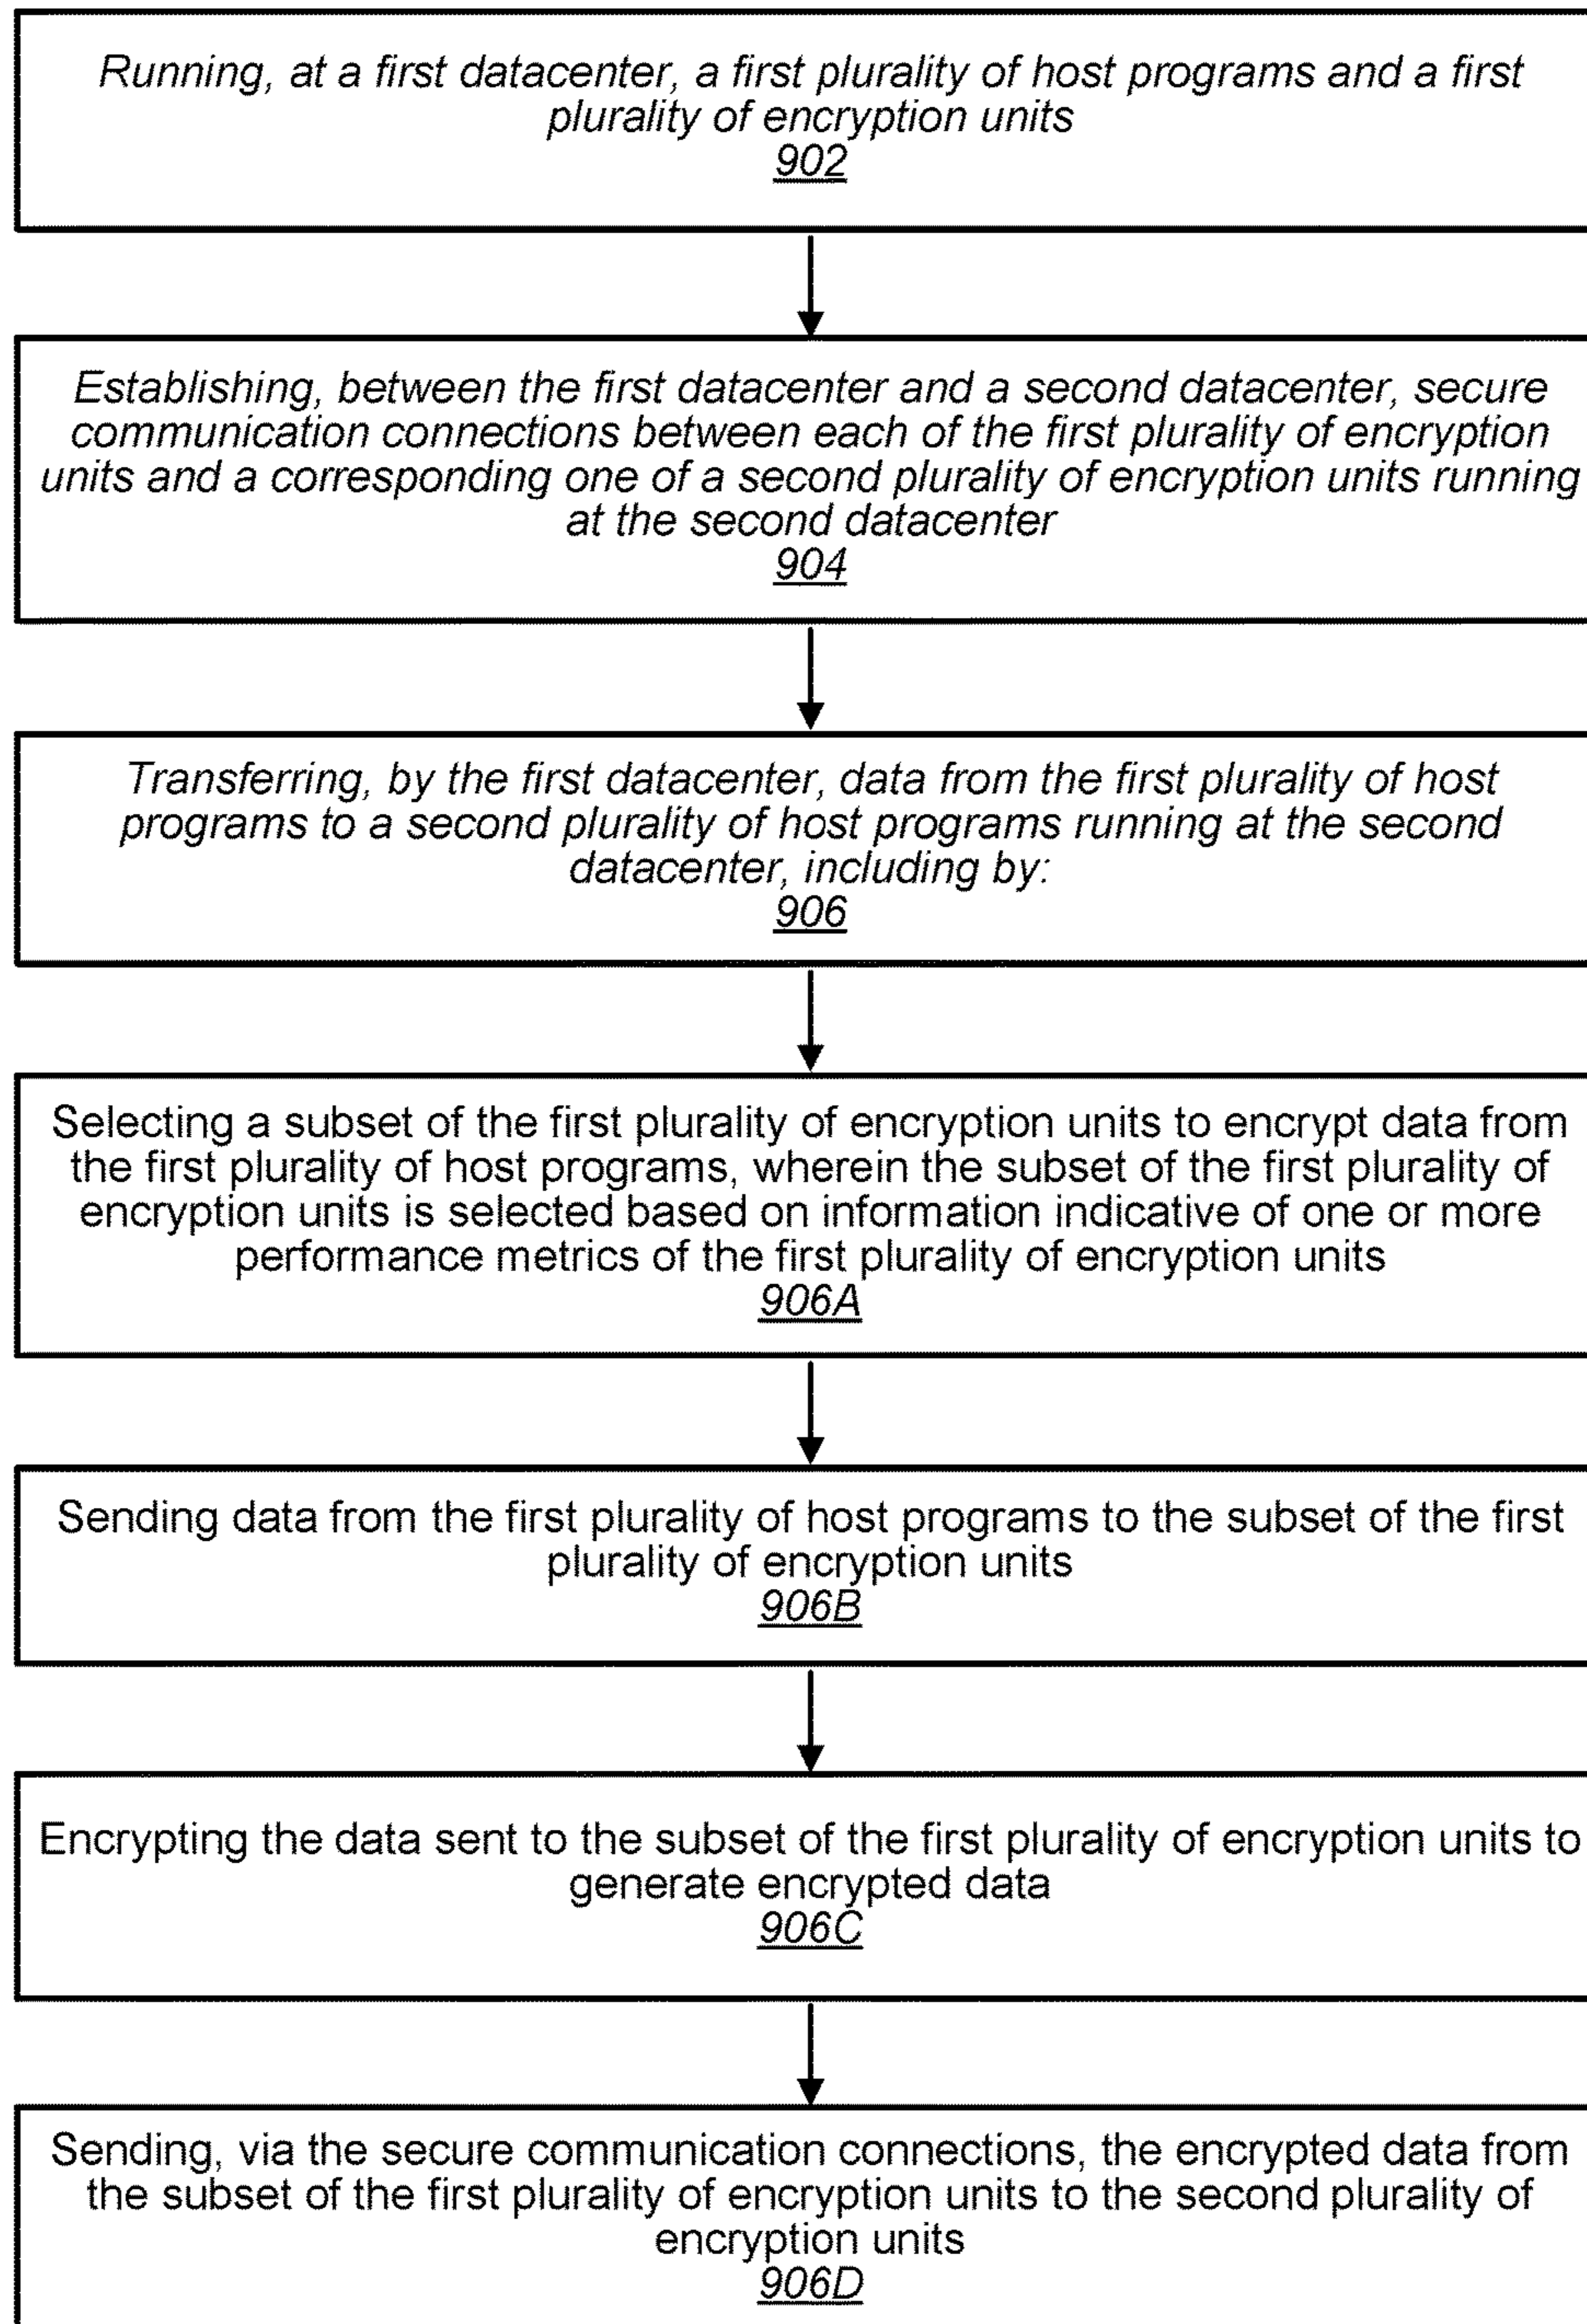 Running, at a first datacenter, a first plurality of host programs and a first
plurality of encryption units
902
Establishing, between the first datacenter and a second datacenter, secure
communication connections between each of the first plurality of encryption
units and a corresponding one of a second plurality of encryption units running
at the second datacenter
904
Transferring, by the first datacenter, data from the first plurality of host
programs to a second plurality of host programs running at the second
datacenter, including by:
906
Selecting a subset of the first plurality of encryption units to encrypt data from
the first plurality of host programs, wherein the subset of the first plurality of
encryption units is selected based on information indicative of one or more
performance metrics of the first plurality of encryption units
906A
Sending data from the first plurality of host programs to the subset of the first
plurality of encryption units
906B
Encrypting the data sent to the subset of the first plurality of encryption units to
generate encrypted data
906C
Sending, via the secure communication connections, the encrypted data from
the subset of the first plurality of encryption units to the second plurality of
encryption units
906D